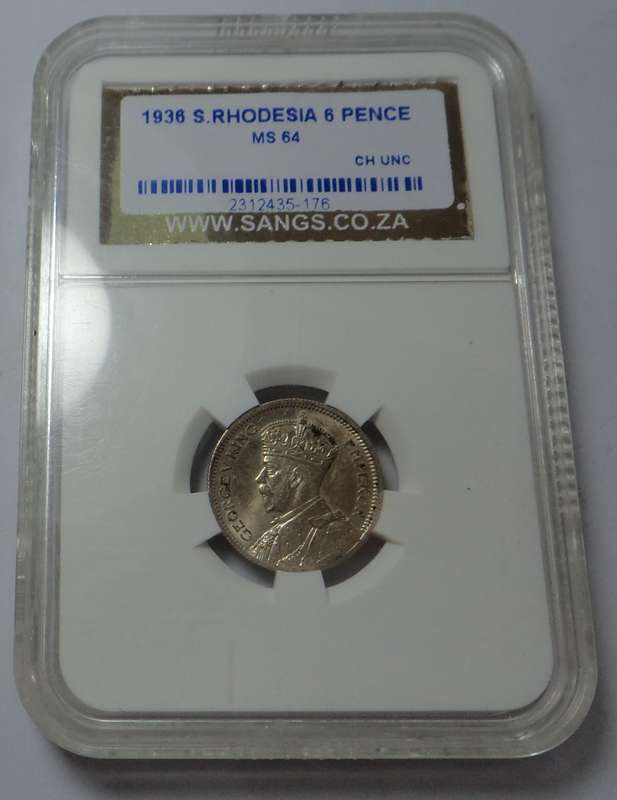 1936 S.RHODESIA 6 PENCE
MS 64
CH UNC
2312435-176
WWW.SANGS.CO.ZA
GEORGE V KING EMPEROR